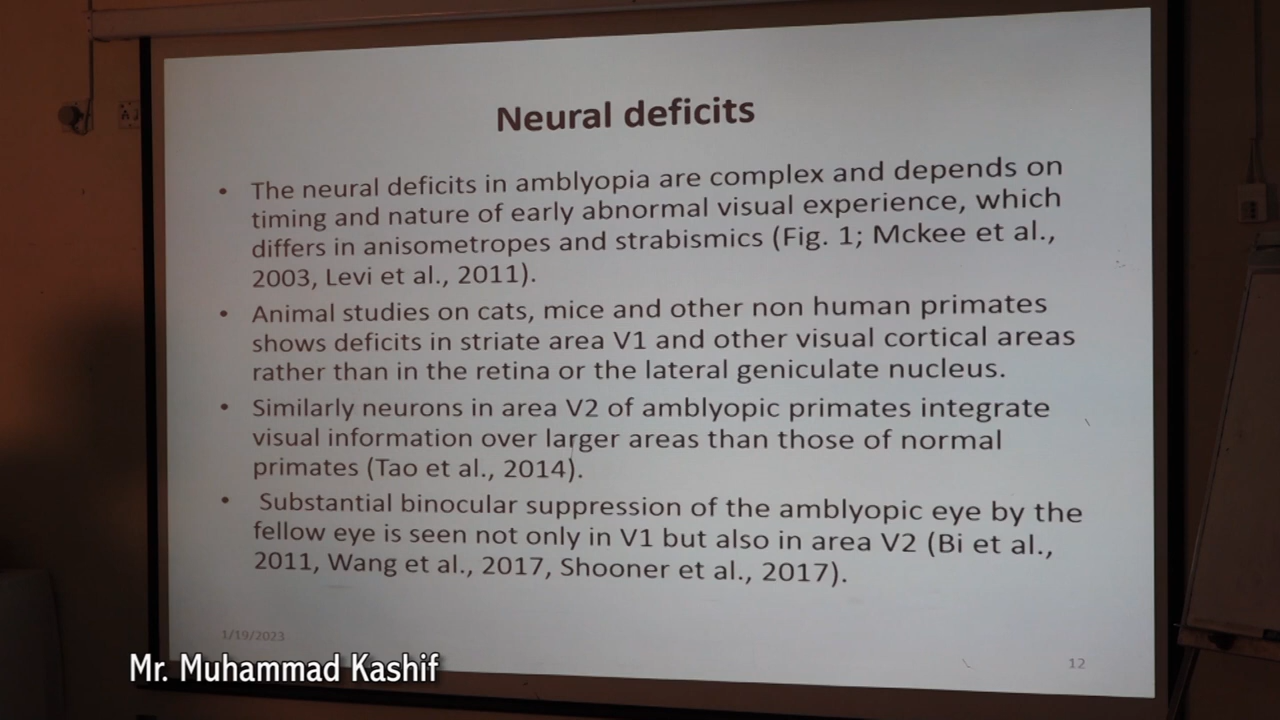 Neural deficits
• The neural deficits in amblyopia are complex and depends on
timing and nature of early abnormal visual experience, which
differs in anisometropes and strabismics (Fig. 1; Mckee et al.,
2003, Levi et al., 2011).
• Animal studies on cats, mice and other non human primates
shows deficits in striate area V1 and other visual cortical areas
rather than in the retina or the lateral geniculate nucleus.
• Similarly neurons in area V2 of amblyopic primates integrate
visual information over larger areas than those of normal
primates (Tao et al., 2014).
• Substantial binocular suppression of the amblyopic eye by the
fellow eye is seen not only in V1 but also in area V2 (Bi et al.,
2011, Wang et al., 2017, Shooner et al., 2017).
1/19/2023
12
Mr. Muhammad Kashif